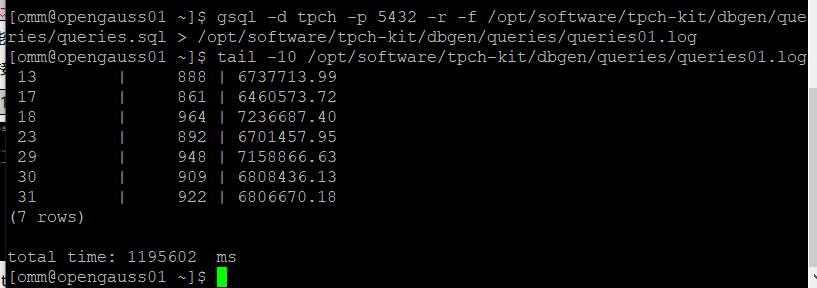 [omm@opengauss01 ~]$ gsql -d tpch -p 5432 -r -f /opt/software/tpch-kit/dbgen/que
ries/queries.sql > /opt/software/tpch-kit/dbgen/queries/queries01.log
[omm@opengauss01 ~]$ tail -10 /opt/software/tpch-kit/dbgen/queries/queries01.log
13 | 888 | 6737713.99
17 | 861 | 6460573.72
18 | 964 | 7236687.40
23 | 892 | 6701457.95
29 | 948 | 7158866.63
30 | 909 | 6808436.13
31 | 922 | 6806670.18
(7 rows)
total time: 1195602 ms
[omm@opengauss01 ~]$